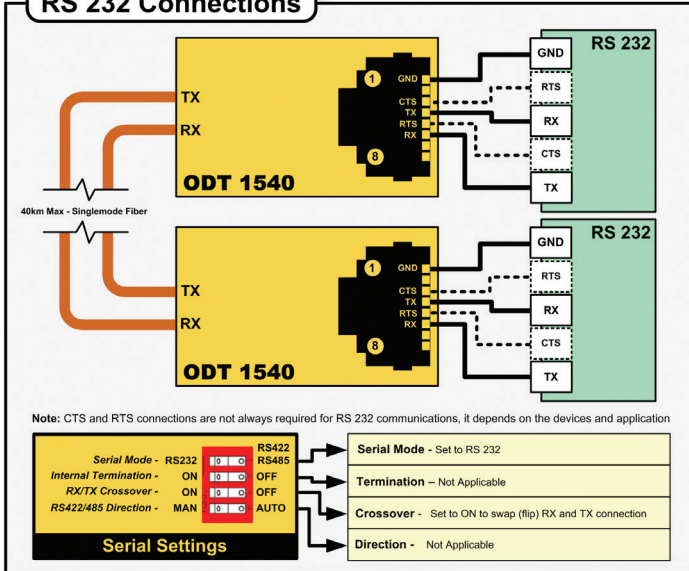 RS 232 Connections
TX
RX
ODT 1540
1
GND
CTS
TX
RTS
RX
8
RS 232
GND
RTS
RX
CTS
TX
40km Max - Singlemode Fiber
TX
RX
ODT 1540
1
GND
CTS
TX
RTS
RX
8
RS 232
GND
RTS
RX
CTS
TX
Note: CTS and RTS connections are not always required for RS 232 communications, it depends on the devices and application
RS422
Serial Mode - RS232 RS485
Internal Termination - ON OFF
RX/TX Crossover - ON OFF
RS422/485 Direction - MAN AUTO
Serial Settings
Serial Mode - Set to RS 232
Termination – Not Applicable
Crossover - Set to ON to swap (flip) RX and TX connection
Direction - Not Applicable